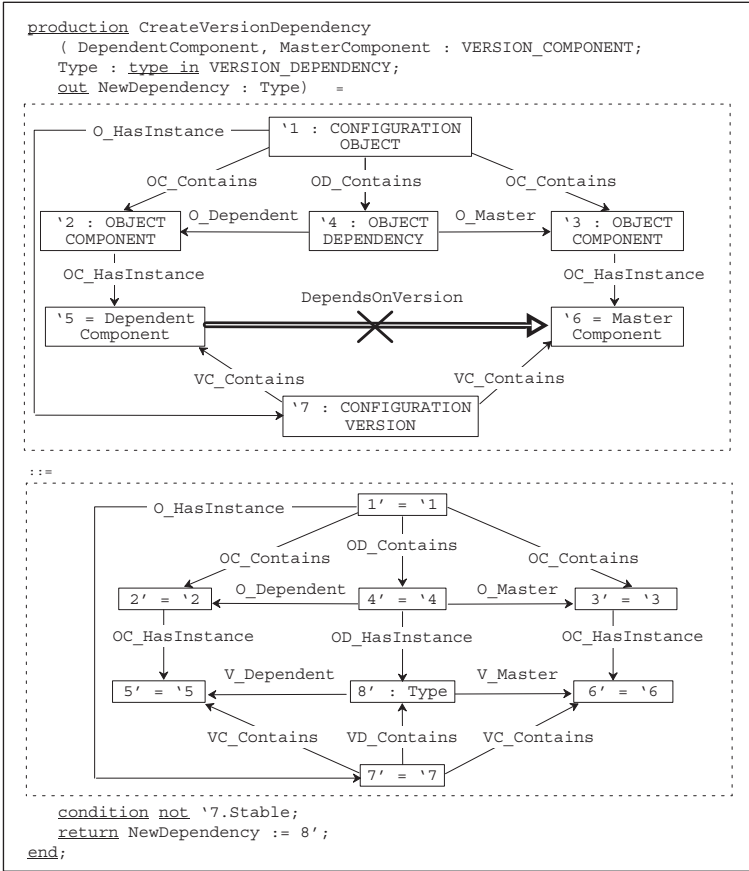 production CreateVersionDependency
( DependentComponent, MasterComponent : VERSION_COMPONENT;
Type : type in VERSION_DEPENDENCY;
out NewDependency : Type) =
O_HasInstance
‘1 : CONFIGURATION
OBJECT
OC_Contains
OD_Contains
OC_Contains
‘2 : OBJECT
COMPONENT
O_Dependent
‘4 : OBJECT
DEPENDENCY
O_Master
‘3 : OBJECT
COMPONENT
OC_HasInstance
OC_HasInstance
DependsOnVersion
‘5 = Dependent
Component
‘6 = Master
Component
VC_Contains
VC_Contains
‘7 : CONFIGURATION
VERSION
::=
O_HasInstance
1’ = ‘1
OD_Contains
OC_Contains
OC_Contains
2’ = ‘2
O_Dependent
4’ = ‘4
O_Master
3’ = ‘3
OC_HasInstance
OD_HasInstance
OC_HasInstance
5’ = ‘5
V_Dependent
8’ : Type
V_Master
6’ = ‘6
VC_Contains
VD_Contains
VC_Contains
7’ = ‘7
condition not ‘7.Stable;
return NewDependency := 8’;
end;